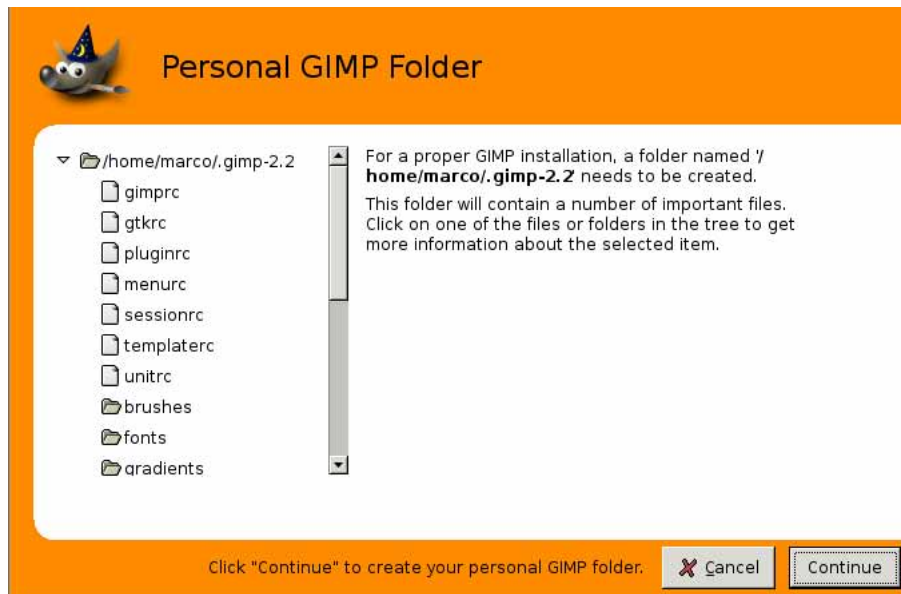 Personal GIMP Folder
/home/marco/.gimp-2.2
gimprc
gtkrc
pluginrc
menurc
sessionrc
templaterc
unitrc
brushes
fonts
gradients
For a proper GIMP installation, a folder named '/
home/marco/.gimp-2.2' needs to be created.
This folder will contain a number of important files.
Click on one of the files or folders in the tree to get
more information about the selected item.
Click "Continue" to create your personal GIMP folder.
Cancel
Continue